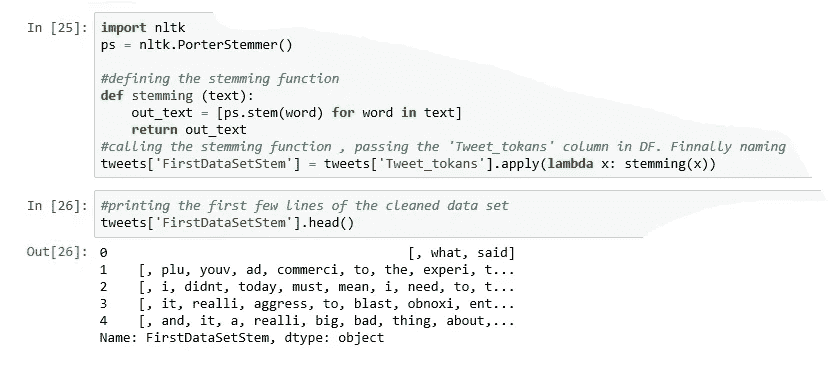 In [25]: import nltk
ps = nltk.PorterStemmer()
#defining the stemming function
def stemming (text):
out_text = [ps.stem(word) for word in text]
return out_text
#calling the stemming function , passing the 'Tweet_tokans' column in DF. Finnally naming
tweets['FirstDataSetStem'] = tweets['Tweet_tokans'].apply(lambda x: stemming(x))
In [26]: #printing the first few lines of the cleaned data set
tweets['FirstDataSetStem'].head()
Out[26]: 0 [, what, said]
1 [, plu, youv, ad, commerci, to, the, experi, t...
2 [, i, didnt, today, must, mean, i, need, to, t...
3 [, it, realli, aggress, to, blast, obnoxi, ent...
4 [, and, it, a, realli, big, bad, thing, about,...
Name: FirstDataSetStem, dtype: object